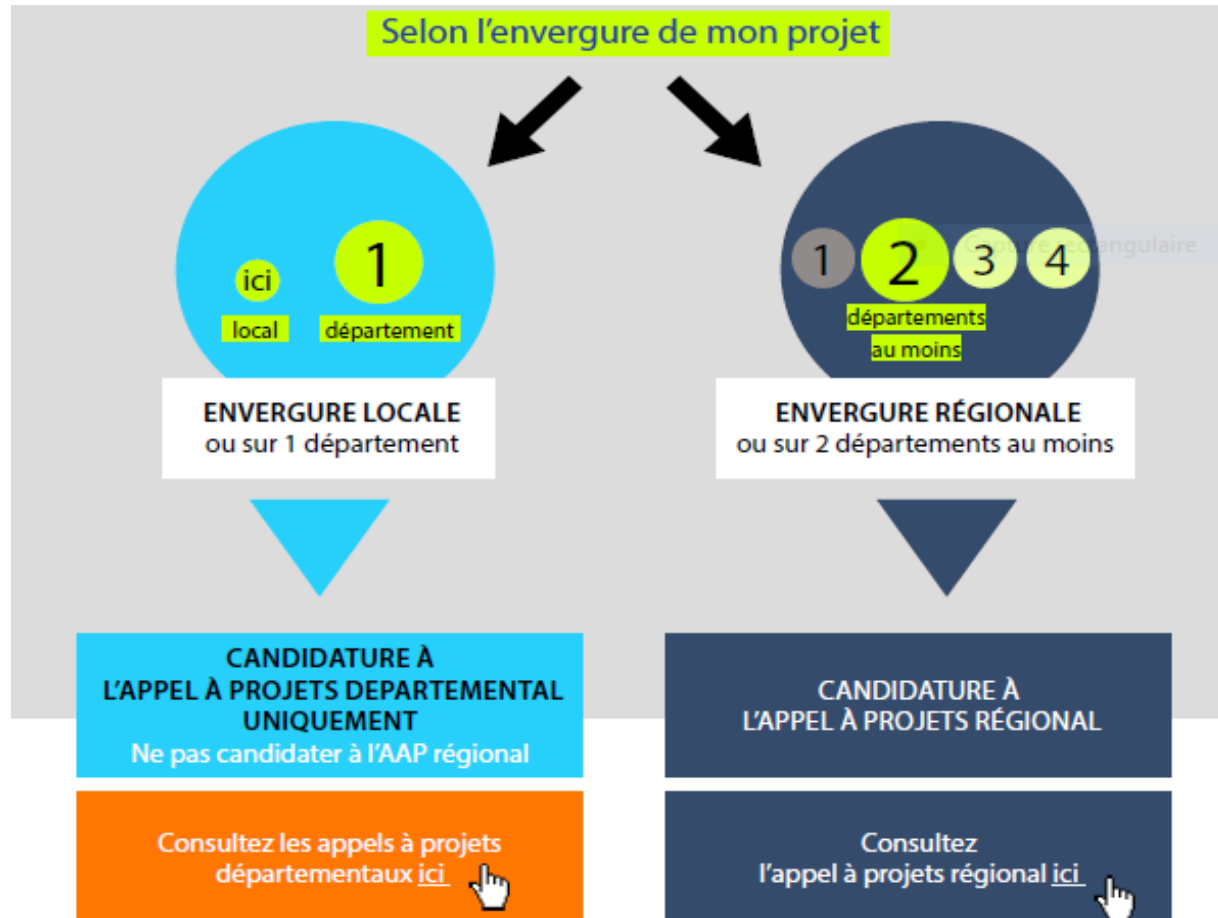 Selon l'envergure de mon projet
ici
local
1
département
1
2
3
4
départements
au moins
Capture rectangulaire
ENVERGURE LOCALE
ou sur 1 département
ENVERGURE RÉGIONALE
ou sur 2 départements au moins
CANDIDATURE À
L'APPEL À PROJETS DEPARTEMENTAL
UNIQUEMENT
Ne pas candidater à l'AAP régional
CANDIDATURE À
L'APPEL À PROJETS RÉGIONAL
Consultez les appels à projets
départementaux ici
Consultez
l'appel à projets régional ici